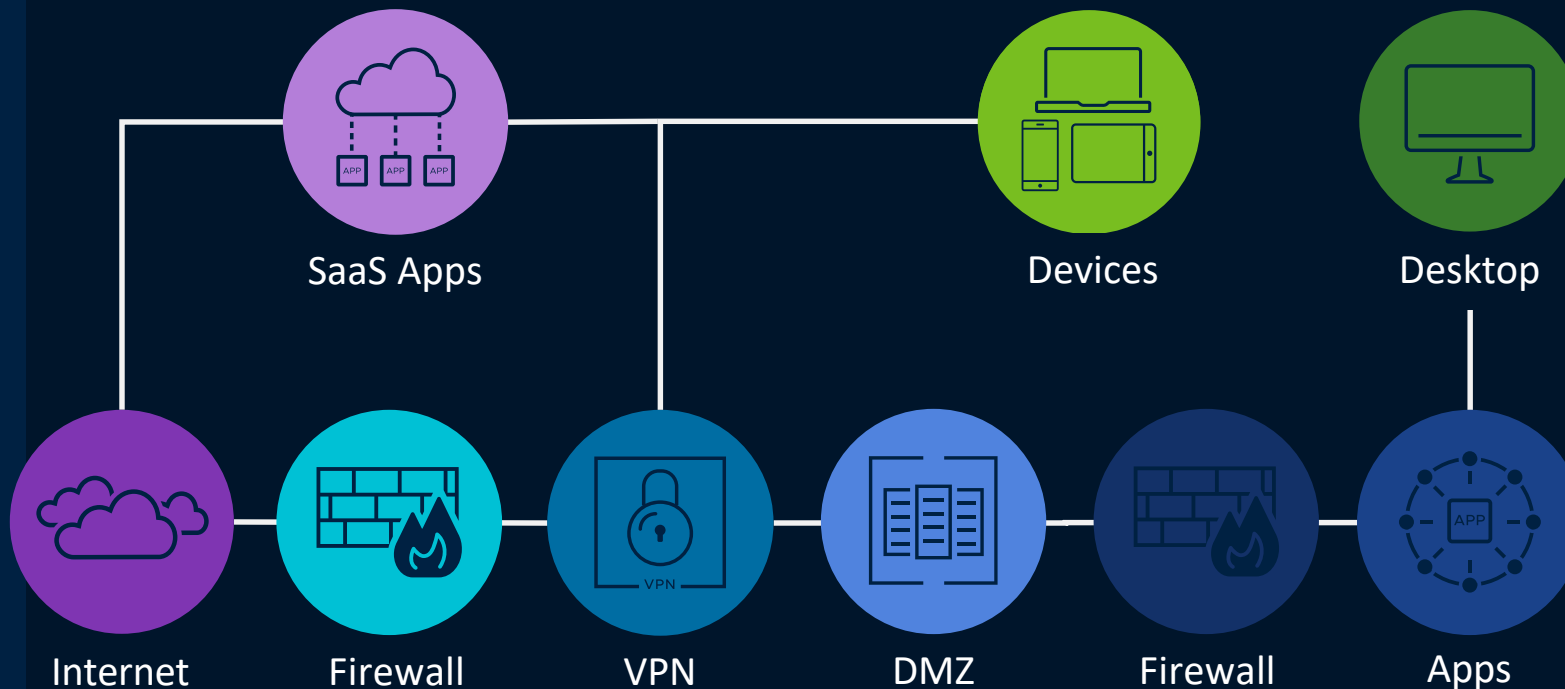 APP APP APP
SaaS Apps
Devices
Desktop
VPN
APP
Internet
Firewall
VPN
DMZ
Firewall
Apps